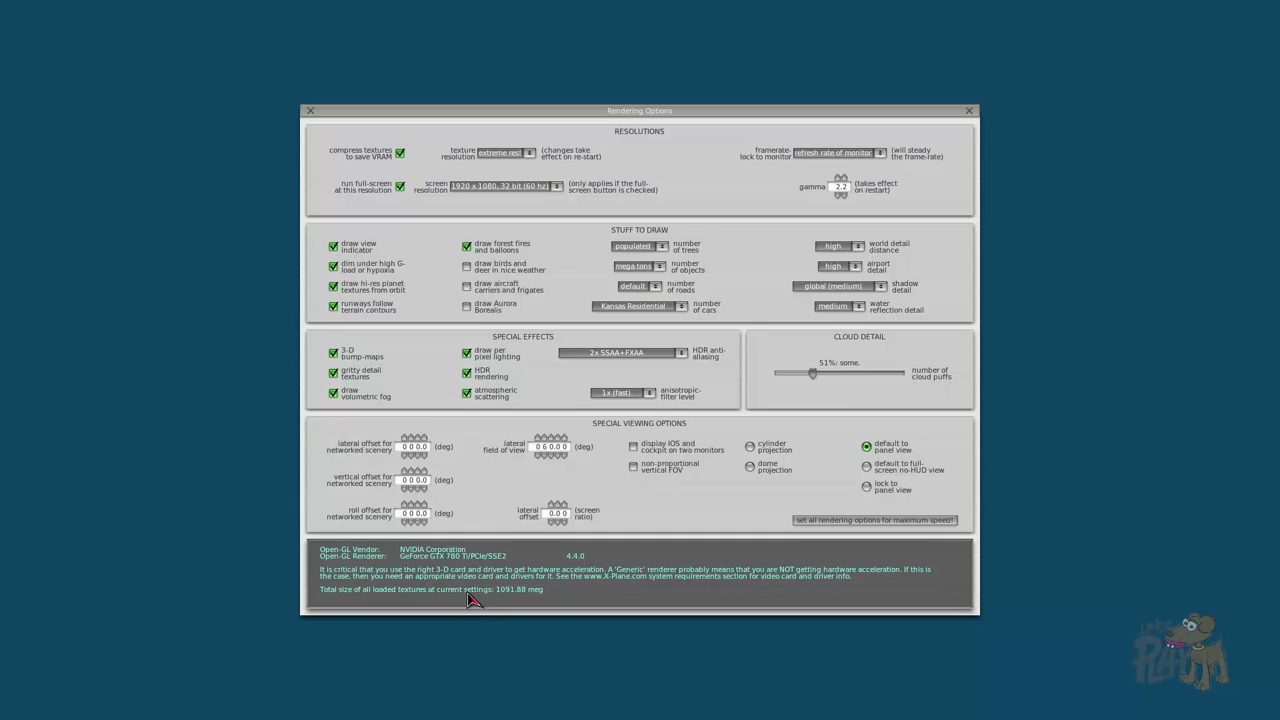 Rendering Options
RESOLUTIONS
compress textures
to save VRAM
texture
resolution
extreme res!
(changes take
effect on re-start)
framerate-
lock to monitor
refresh rate of monitor
(will steady
the frame-rate)
run full-screen
at this resolution
screen
resolution
1920 x 1080, 32 bit (60 hz)
(only applies if the full-
screen button is checked)
gamma
2.2
(takes effect
on restart)
STUFF TO DRAW
draw view
indicator
draw forest fires
and balloons
populated
number
of trees
high
world detail
distance
dim under high G-
load or hypoxia
draw birds and
deer in nice weather
mega tons
number
of objects
high
airport
detail
draw hi-res planet
textures from orbit
draw aircraft
carriers and frigates
default
number
of roads
global (medium)
shadow
detail
runways follow
terrain contours
draw Aurora
Borealis
Kansas Residential
number
of cars
medium
water
reflection detail
SPECIAL EFFECTS
3-D
bump-maps
draw per
pixel lighting
2x SSAA+FXAA
HDR anti-
aliasing
gritty detail
textures
HDR
rendering
draw
volumetric fog
atmospheric
scattering
1x (fast)
anisotropic-
filter level
CLOUD DETAIL
51%: some.
number of
cloud puffs
SPECIAL VIEWING OPTIONS
lateral offset for
networked scenery
0 0 0.0
(deg)
lateral
field of view
0 6 0.0 0
(deg)
display IOS and
cockpit on two monitors
cylinder
projection
default to
panel view
non-proportional
vertical FOV
dome
projection
default to full-
screen no-HUD view
vertical offset for
networked scenery
0 0 0.0
(deg)
lock to
panel view
roll offset for
networked scenery
0 0 0.0
(deg)
lateral
offset
0.0 0
(screen
ratio)
set all rendering options for maximum speed!
Open-GL Vendor: NVIDIA Corporation
Open-GL Renderer: GeForce GTX 780 Ti/PCIe/SSE2 4.4.0
It is critical that you use the right 3-D card and driver to get hardware acceleration. A 'Generic' renderer probably means that you are NOT getting hardware acceleration. If this is
the case, then you need an appropriate video card and drivers for it. See the www.X-Plane.com system requirements section for video card and driver info.
Total size of all loaded textures at current settings: 1091.88 meg
let's
PLAY